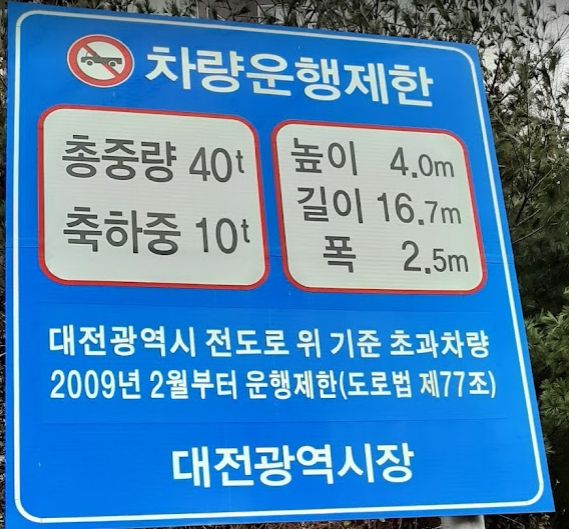 차량운행제한
총중량 40t
축하중 10t
높이 4.0m
길이 16.7m
폭 2.5m
대전광역시 전도로 위 기준 초과차량
2009년 2월부터 운행제한(도로법 제77조)
대전광역시장